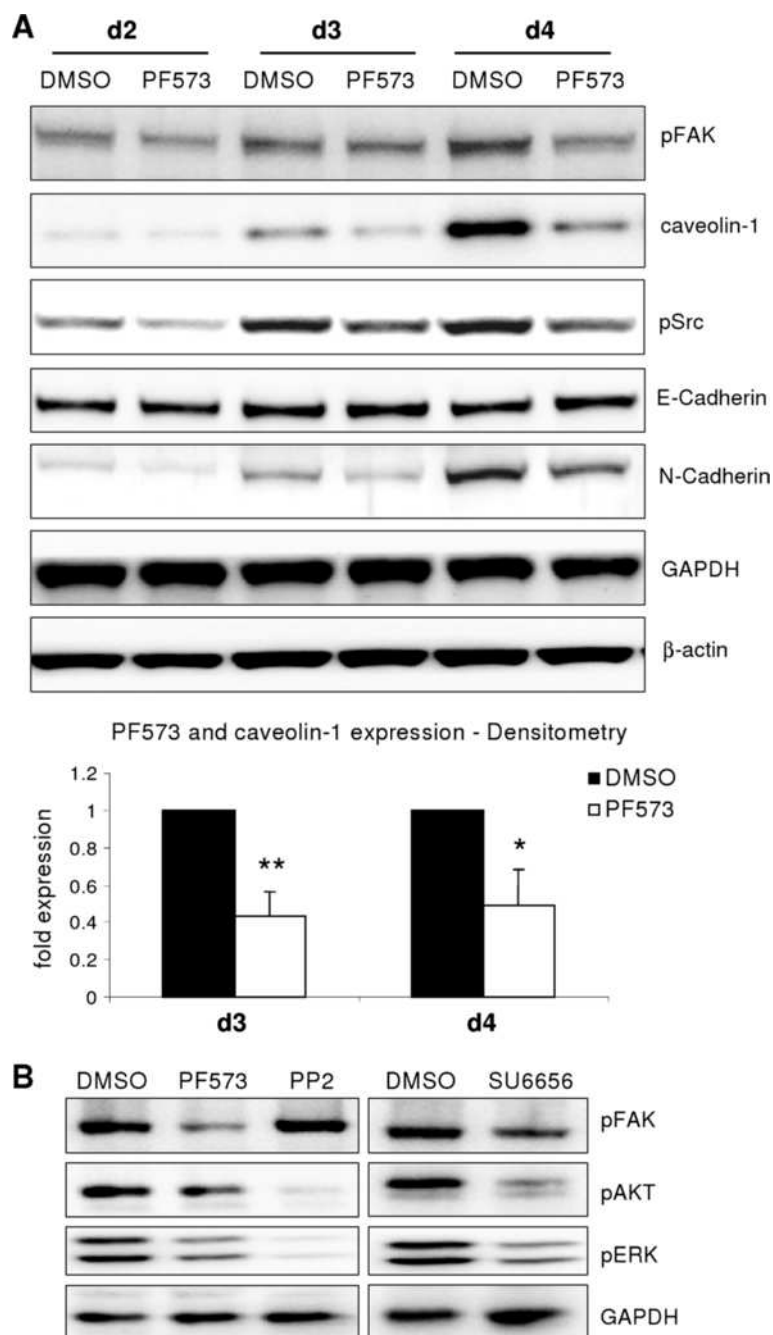 A
d2 d3 d4
DMSO PF573 DMSO PF573 DMSO PF573
pFAK
caveolin-1
pSrc
E-Cadherin
N-Cadherin
GAPDH
β-actin
PF573 and caveolin-1 expression - Densitometry
fold expression
1.2
1
0.8
0.6
0.4
0.2
0
DMSO
PF573
**
*
d3 d4
B
DMSO PF573 PP2 DMSO SU6656
pFAK
pAKT
pERK
GAPDH